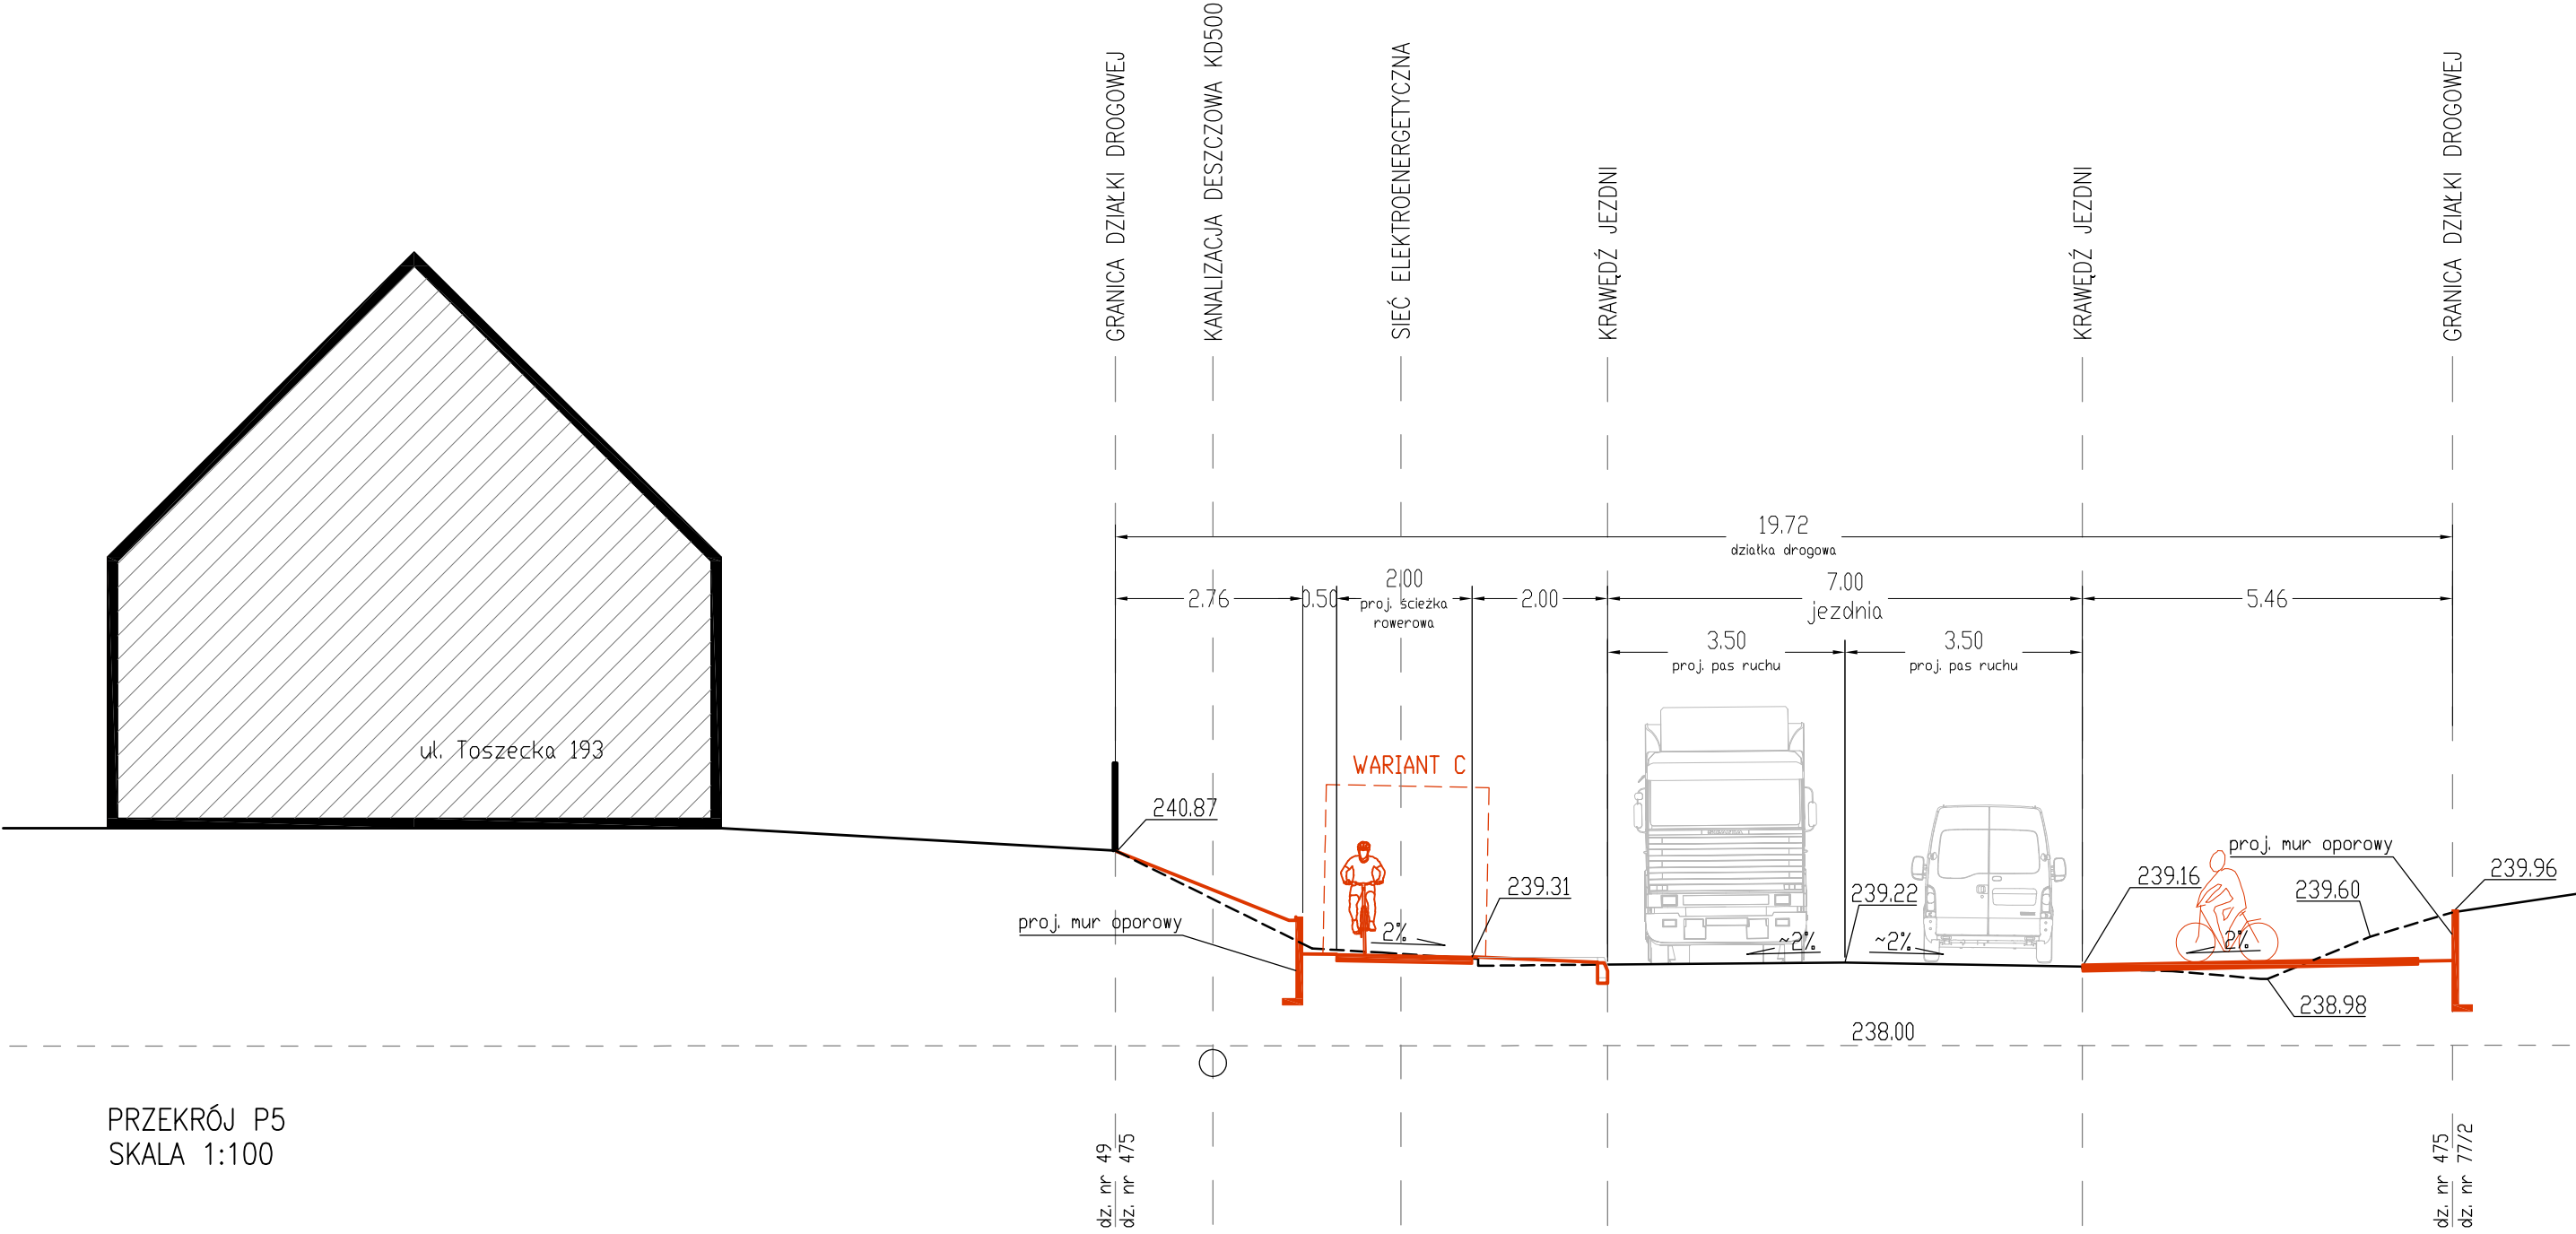 GRANICA DZIAŁKI DROGOWEJ
KANALIZACJA DESZCZOWA KD500
SIEĆ ELEKTROENERGETYCZNA
KRAWĘDŹ JEZDNI
KRAWĘDŹ JEZDNI
GRANICA DZIAŁKI DROGOWEJ
19.72
działka drogowa
2.76
0.50
2.00
proj. ścieżka
rowerowa
2.00
7.00
jezdnia
5.46
3.50
proj. pas ruchu
3.50
proj. pas ruchu
ul. Toszecka 193
WARIANT C
240.87
proj. mur oporowy
2%
239.31
~2%
239.22
~2%
239.16
proj. mur oporowy
239.60
239.96
2%
238.98
238.00
PRZEKRÓJ P5
SKALA 1:100
dz. nr 49
dz. nr 475
dz. nr 475
dz. nr 77/2